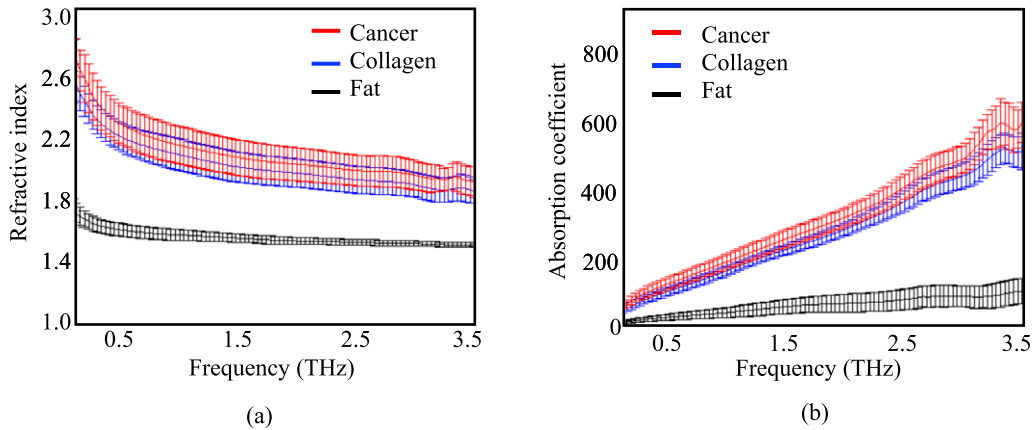 3.0
2.6
2.2
1.8
1.4
1.0
Refractive index
Cancer
Collagen
Fat
0.5
1.5
2.5
3.5
Frequency (THz)
(a)
800
600
400
200
0
Absorption coefficient
Cancer
Collagen
Fat
0.5
1.5
2.5
3.5
Frequency (THz)
(b)